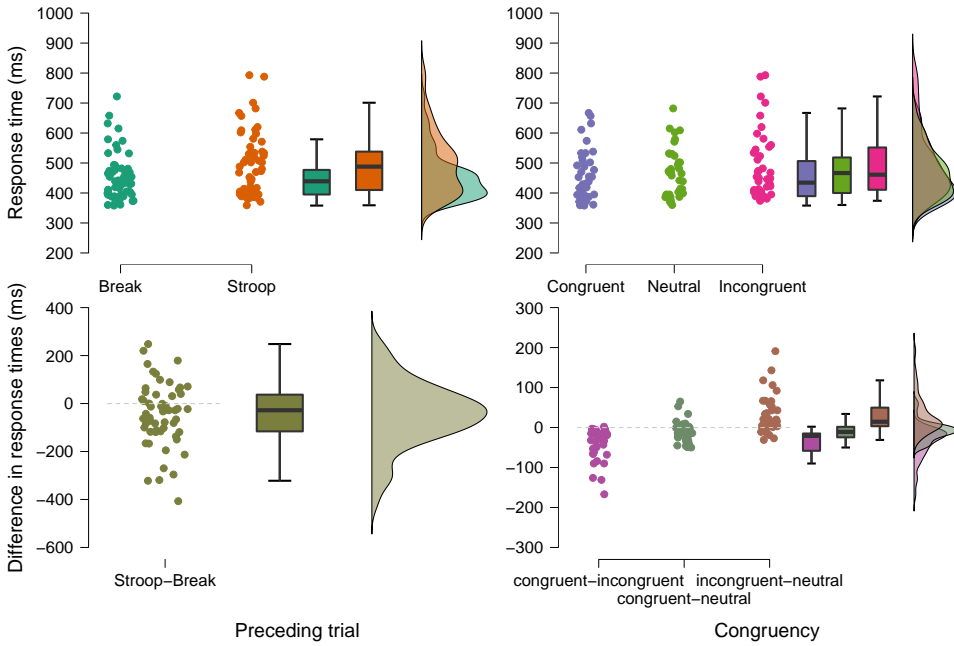 Response time (ms)
1000
900
800
700
600
500
400
300
200
Break
Stroop
1000
900
800
700
600
500
400
300
200
Congruent
Neutral
Incongruent
Difference in response times (ms)
400
200
0
−200
−400
−600
Stroop−Break
Preceding trial
300
200
100
0
−100
−200
−300
congruent−incongruent
incongruent−neutral
congruent−neutral
Congruency